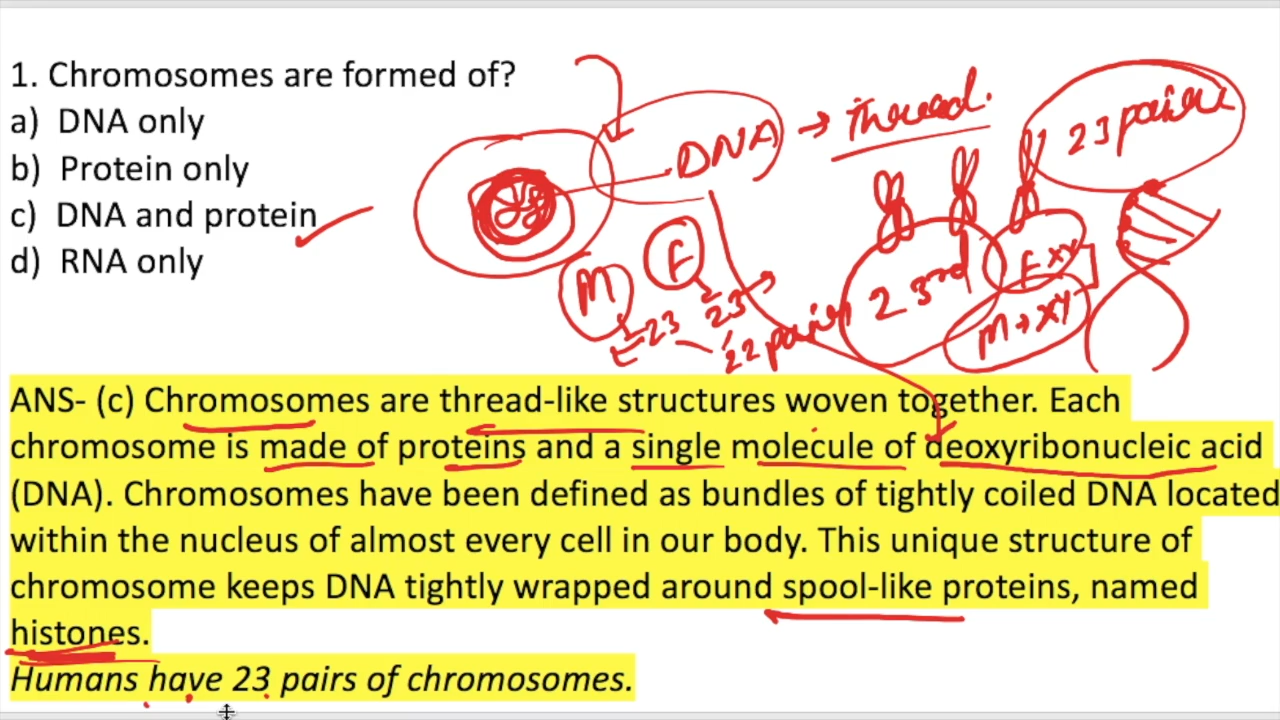 1. Chromosomes are formed of?
a) DNA only
b) Protein only
c) DNA and protein
d) RNA only
DNA → Thread.
23 pairs
M
F
23
23
22 pairs
23rd
F XY
M → XY
ANS- (c) Chromosomes are thread-like structures woven together. Each
chromosome is made of proteins and a single molecule of deoxyribonucleic acid
(DNA). Chromosomes have been defined as bundles of tightly coiled DNA located
within the nucleus of almost every cell in our body. This unique structure of
chromosome keeps DNA tightly wrapped around spool-like proteins, named
histones.
Humans have 23 pairs of chromosomes.